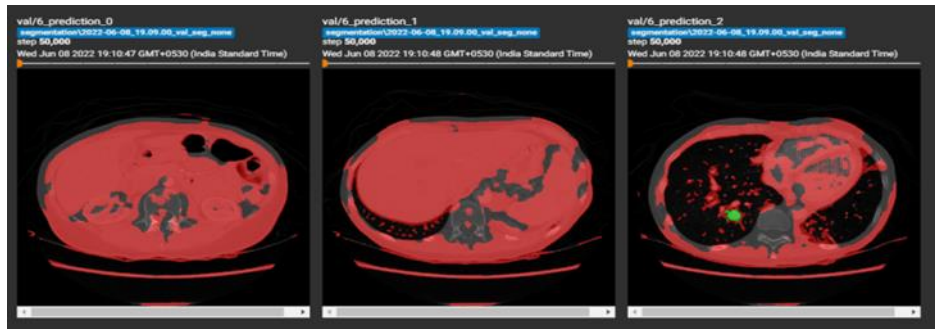 val/6_prediction_0
segmentation\2022-06-08_19.09.00_val_seg_none
step 50,000
Wed Jun 08 2022 19:10:47 GMT+0530 (India Standard Time)
val/6_prediction_1
segmentation\2022-06-08_19.09.00_val_seg_none
step 50,000
Wed Jun 08 2022 19:10:48 GMT+0530 (India Standard Time)
val/6_prediction_2
segmentation\2022-06-08_19.09.00_val_seg_none
step 50,000
Wed Jun 08 2022 19:10:48 GMT+0530 (India Standard Time)